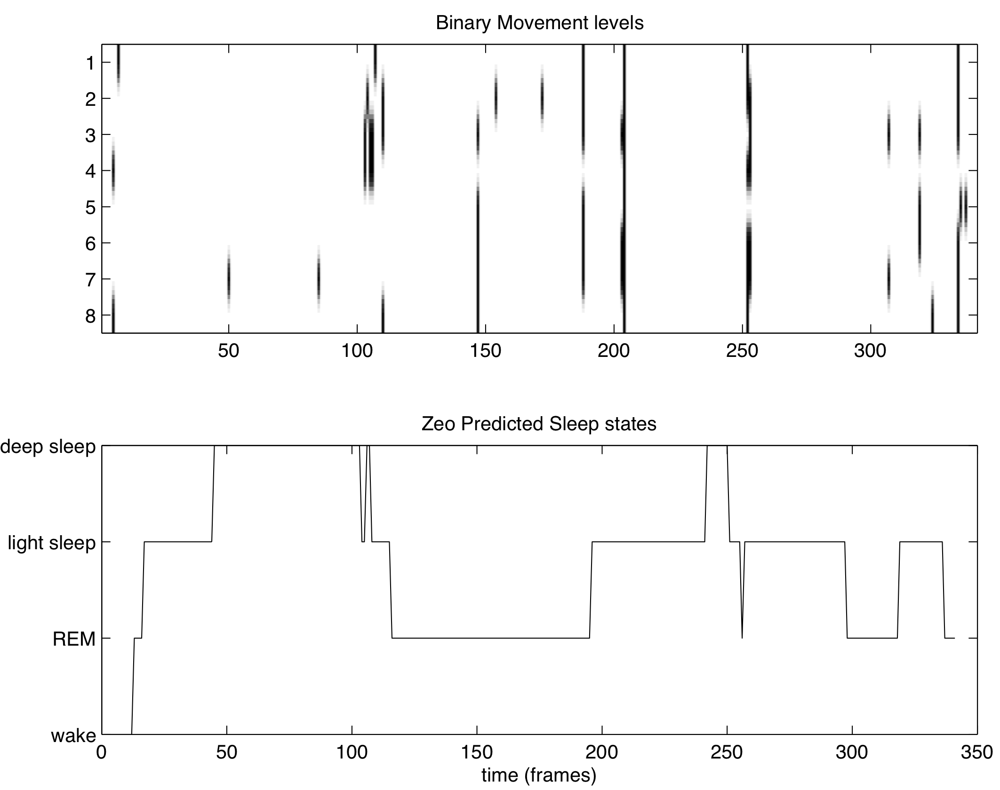 Binary Movement levels
1
2
3
4
5
6
7
8
50 100 150 200 250 300
Zeo Predicted Sleep states
deep sleep
light sleep
REM
wake
0 50 100 150 200 250 300 350
time (frames)